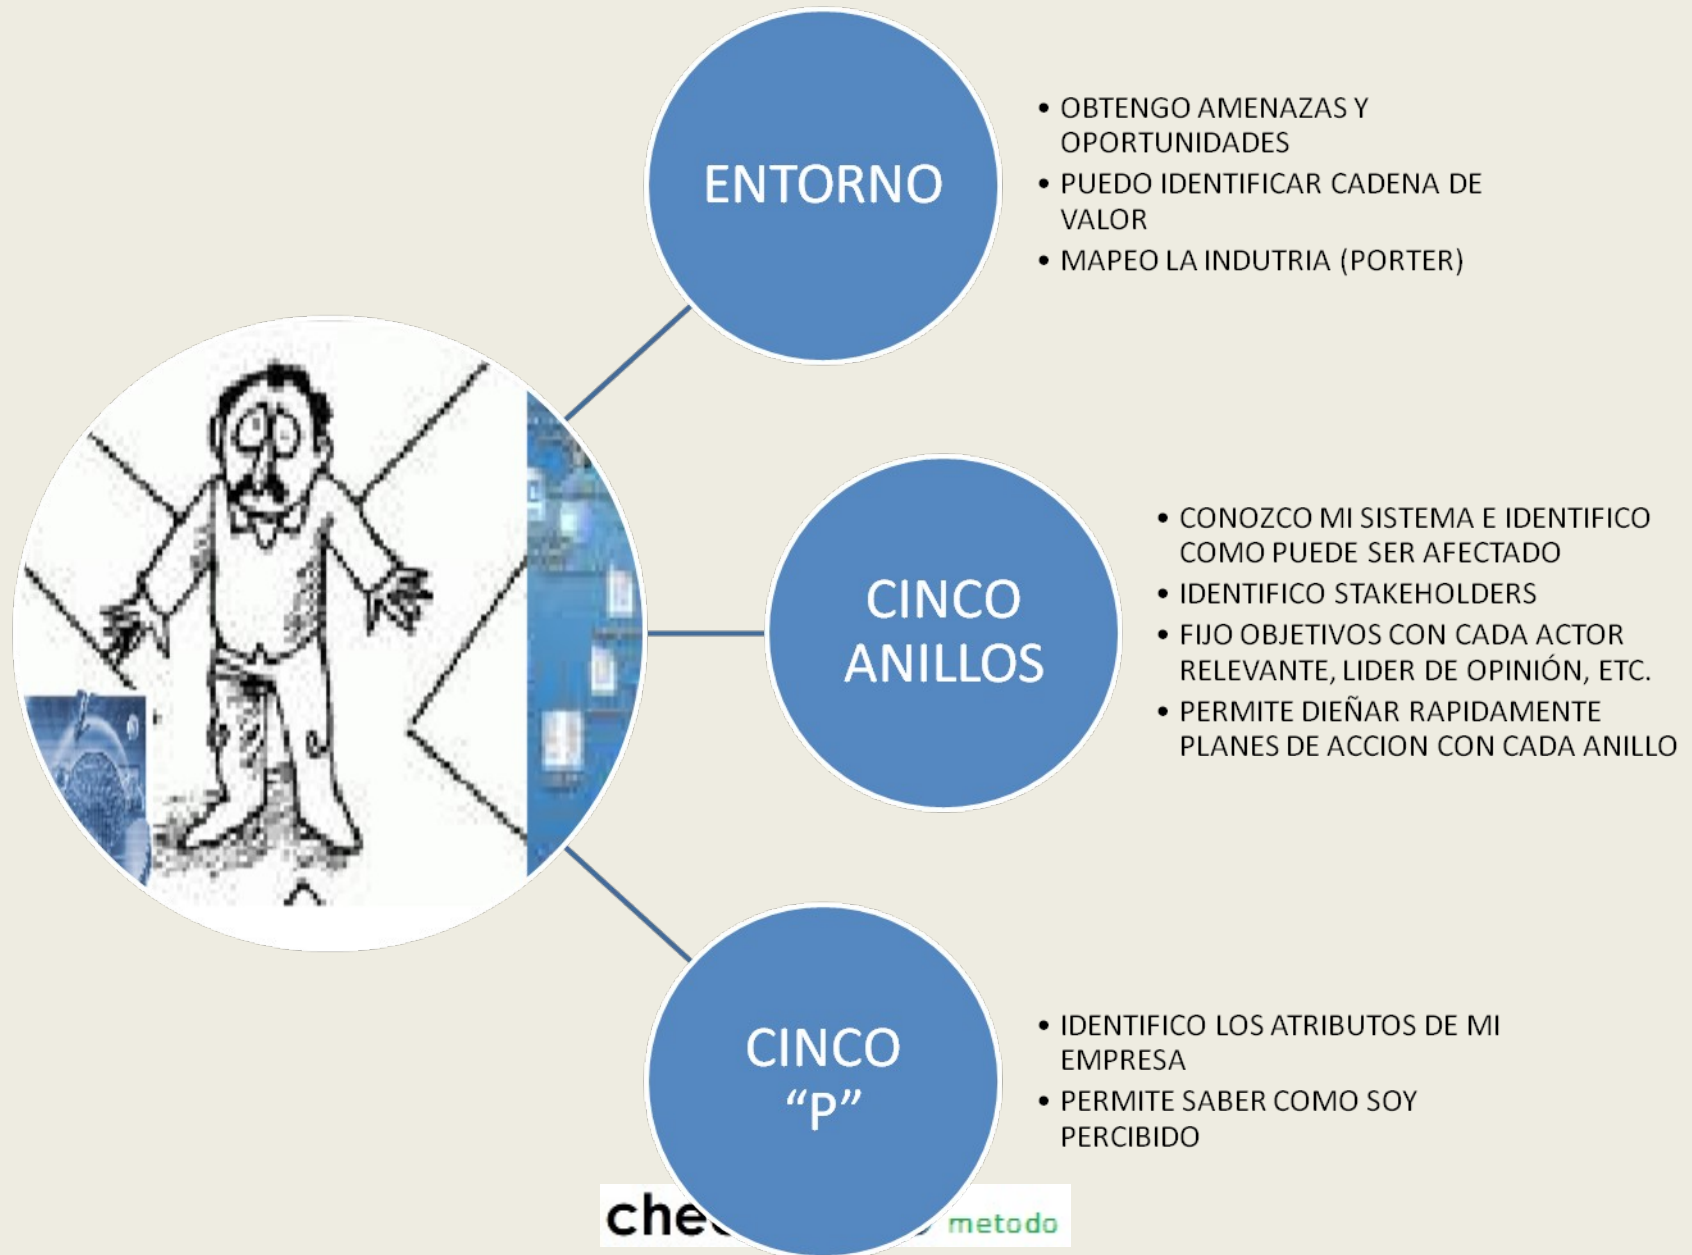 ENTORNO
• OBTENGO AMENAZAS Y
OPORTUNIDADES
• PUEDO IDENTIFICAR CADENA DE
VALOR
• MAPEO LA INDUTRIA (PORTER)
CINCO
ANILLOS
• CONOZCO MI SISTEMA E IDENTIFICO
COMO PUEDE SER AFECTADO
• IDENTIFICO STAKEHOLDERS
• FIJO OBJETIVOS CON CADA ACTOR
RELEVANTE, LIDER DE OPINIÓN, ETC.
• PERMITE DIEÑAR RAPIDAMENTE
PLANES DE ACCION CON CADA ANILLO
CINCO
“P”
• IDENTIFICO LOS ATRIBUTOS DE MI
EMPRESA
• PERMITE SABER COMO SOY
PERCIBIDO
metodo